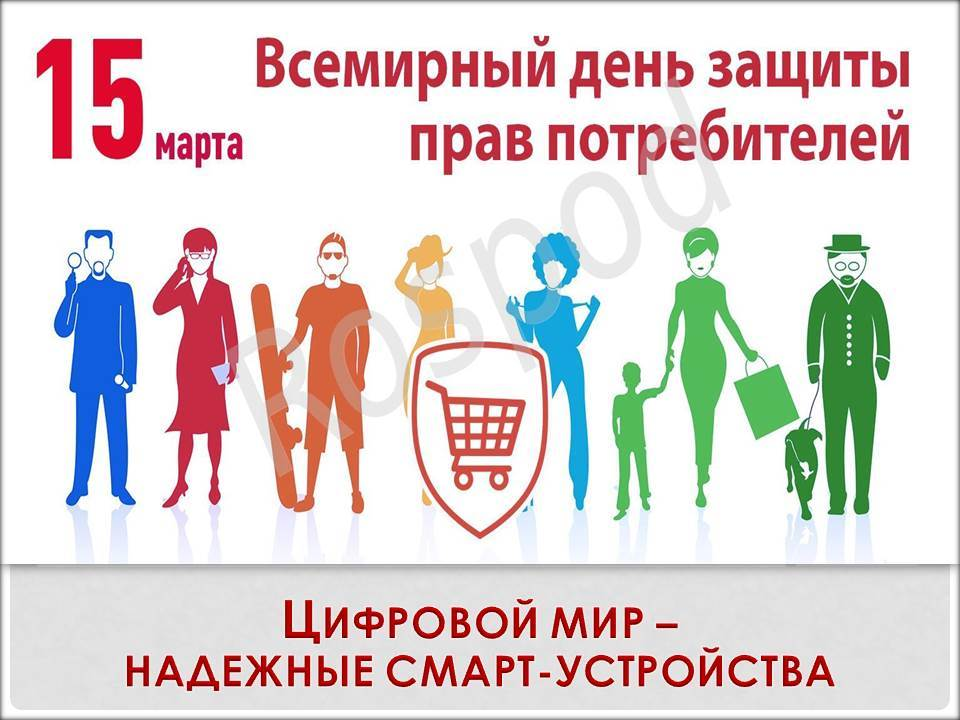 15 марта
Всемирный день защиты
прав потребителей
Rospod
ЦИФРОВОЙ МИР –
НАДЕЖНЫЕ СМАРТ-УСТРОЙСТВА